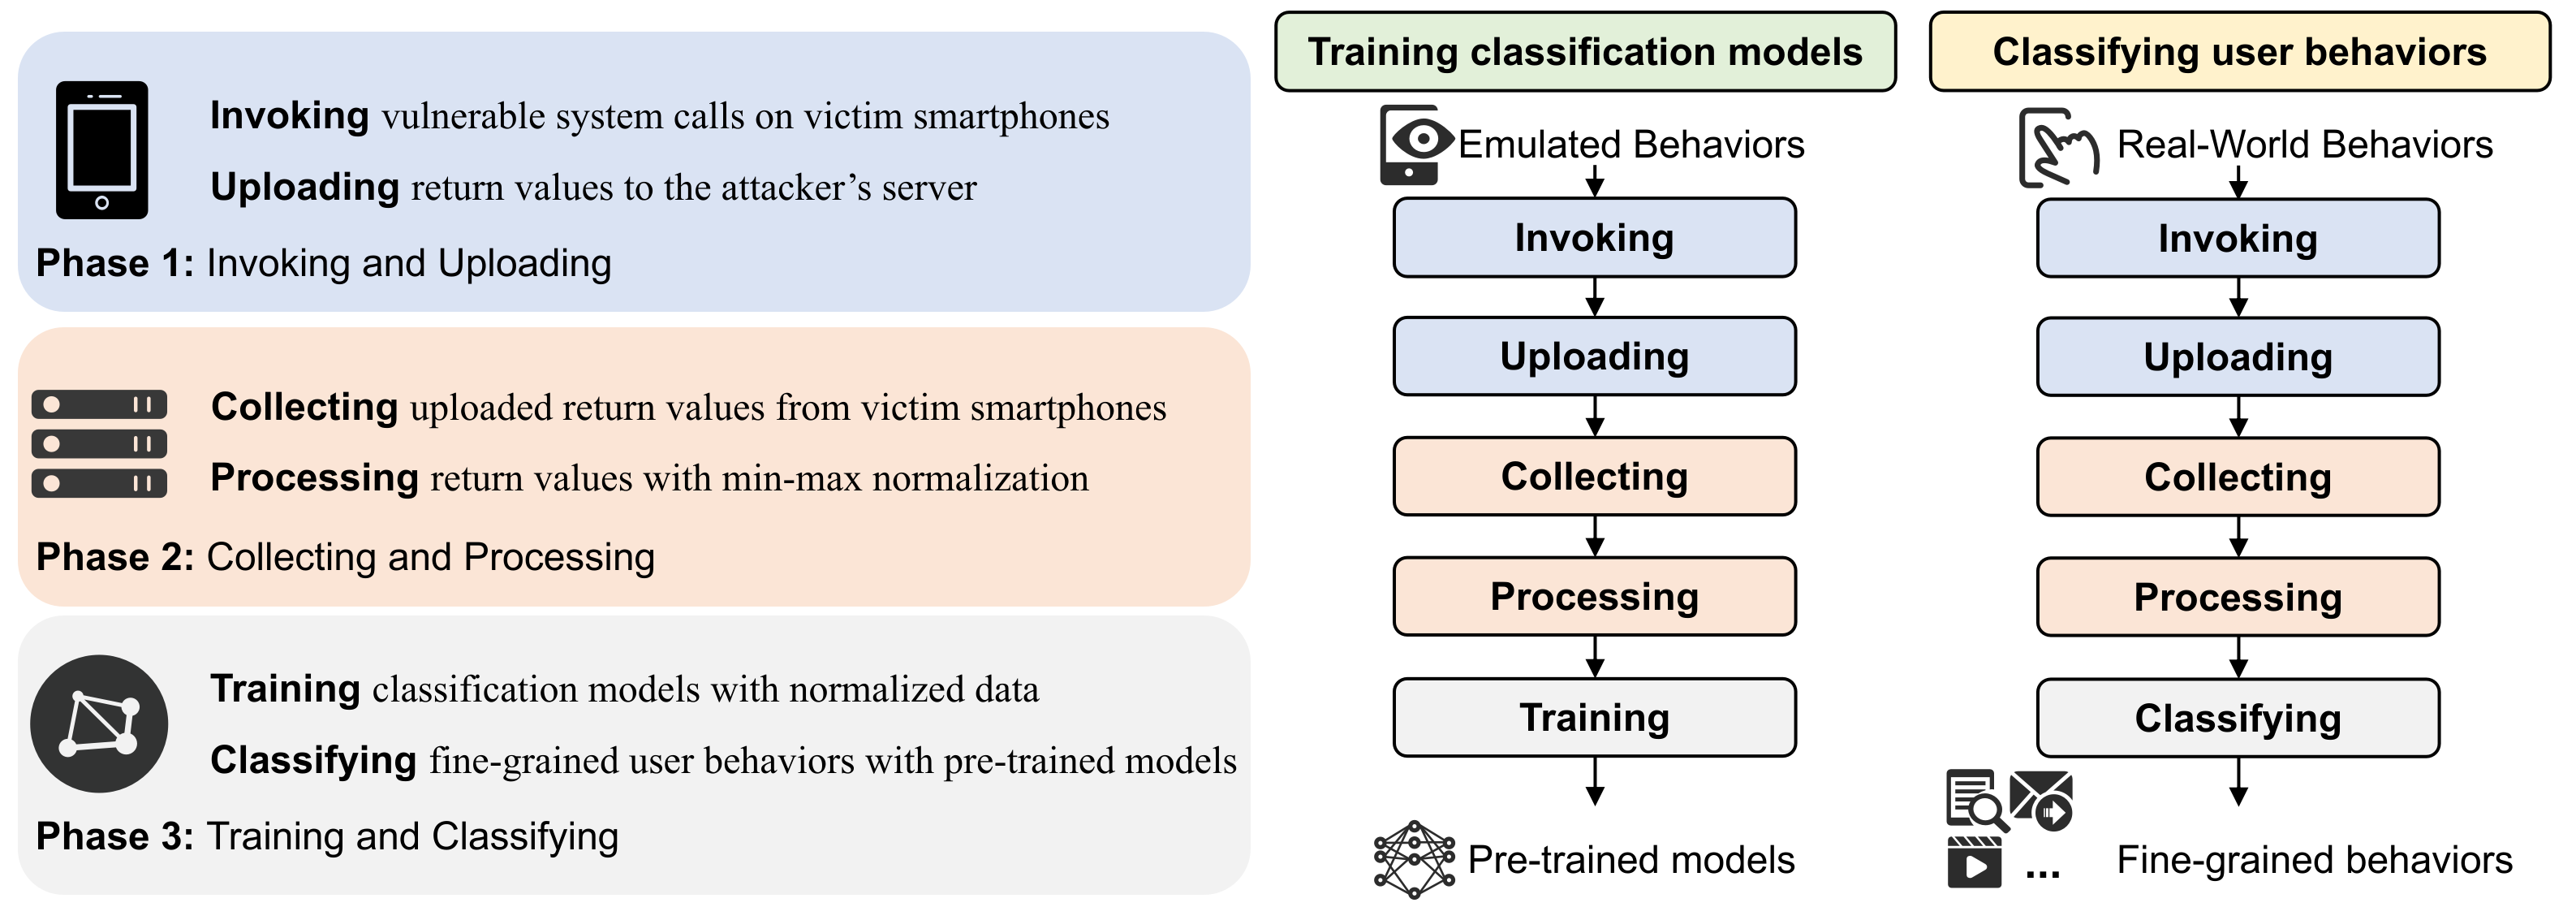 Invoking vulnerable system calls on victim smartphones
Uploading return values to the attacker’s server
Phase 1: Invoking and Uploading
Collecting uploaded return values from victim smartphones
Processing return values with min-max normalization
Phase 2: Collecting and Processing
Training classification models with normalized data
Classifying fine-grained user behaviors with pre-trained models
Phase 3: Training and Classifying
Training classification models
Emulated Behaviors
Invoking
Uploading
Collecting
Processing
Training
Pre-trained models
Classifying user behaviors
Real-World Behaviors
Invoking
Uploading
Collecting
Processing
Classifying
...
Fine-grained behaviors